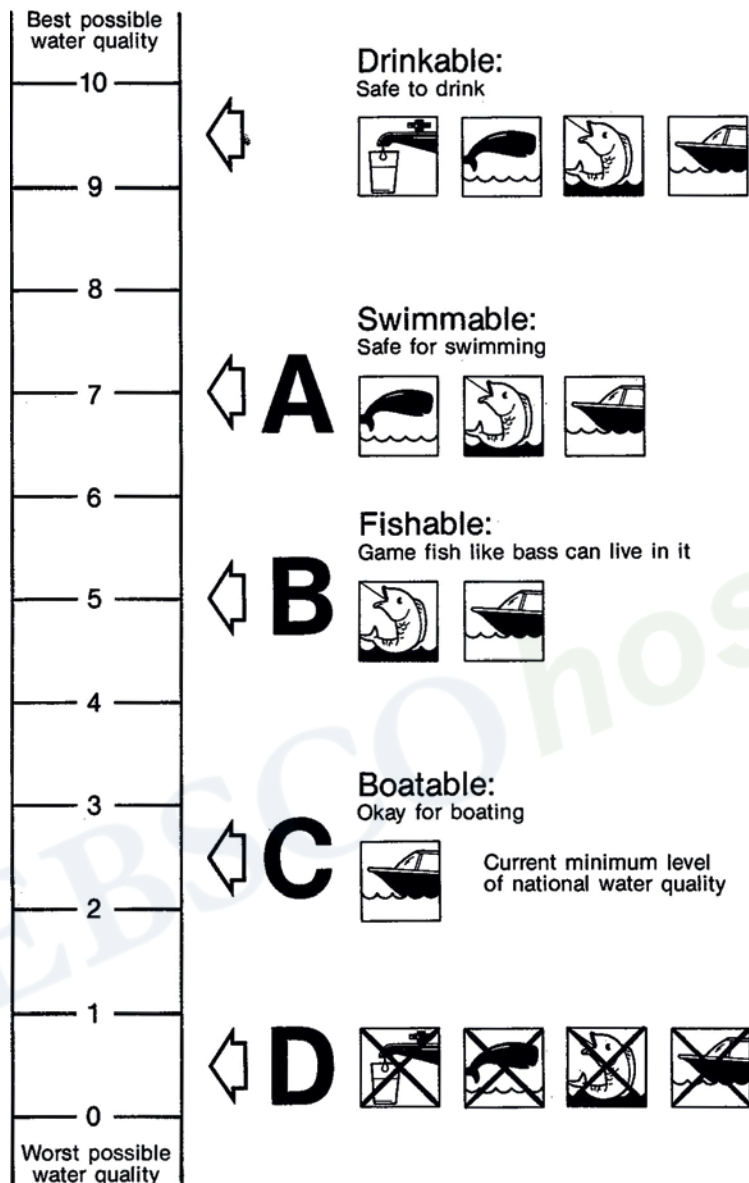 Best possible
water quality
10
9
8
7
6
5
4
3
2
1
0
Worst possible
water quality
Drinkable:
Safe to drink
A
Swimmable:
Safe for swimming
B
Fishable:
Game fish like bass can live in it
C
Boatable:
Okay for boating
Current minimum level
of national water quality
D
EBSCOhos